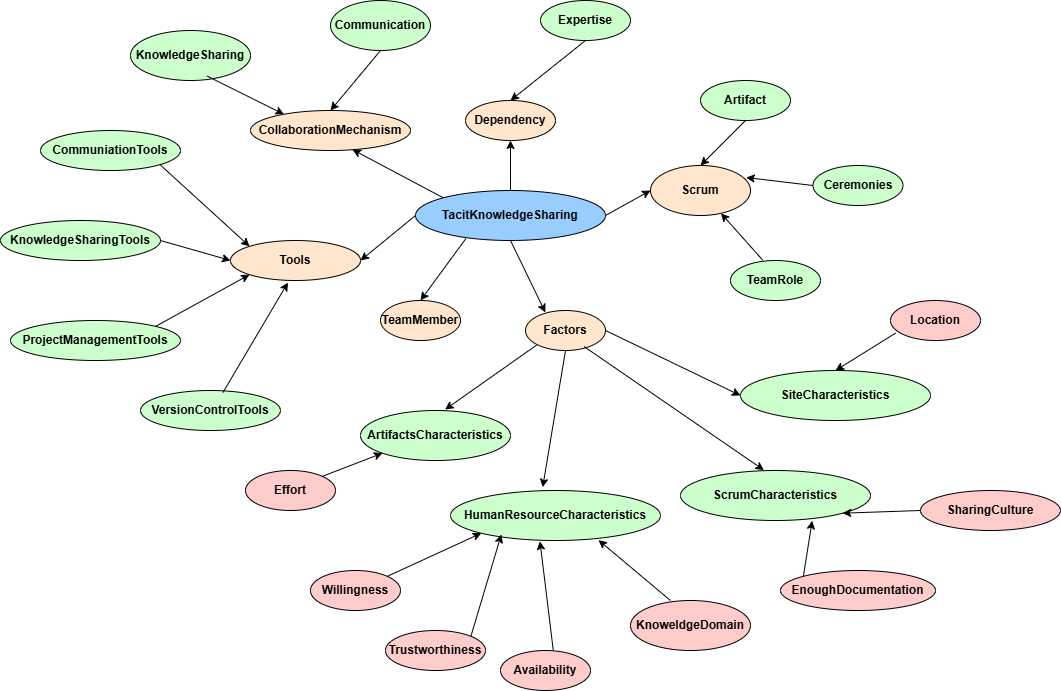 Communication
Expertise
KnowledgeSharing
Artifact
CollaborationMechanism
Dependency
CommuniationTools
Scrum
Ceremonies
TacitKnowledgeSharing
KnowledgeSharingTools
Tools
TeamRole
TeamMember
Factors
Location
ProjectManagementTools
SiteCharacteristics
VersionControlTools
ArtifactsCharacteristics
Effort
ScrumCharacteristics
HumanResourceCharacteristics
SharingCulture
Willingness
EnoughDocumentation
KnoweldgeDomain
Trustworthiness
Availability